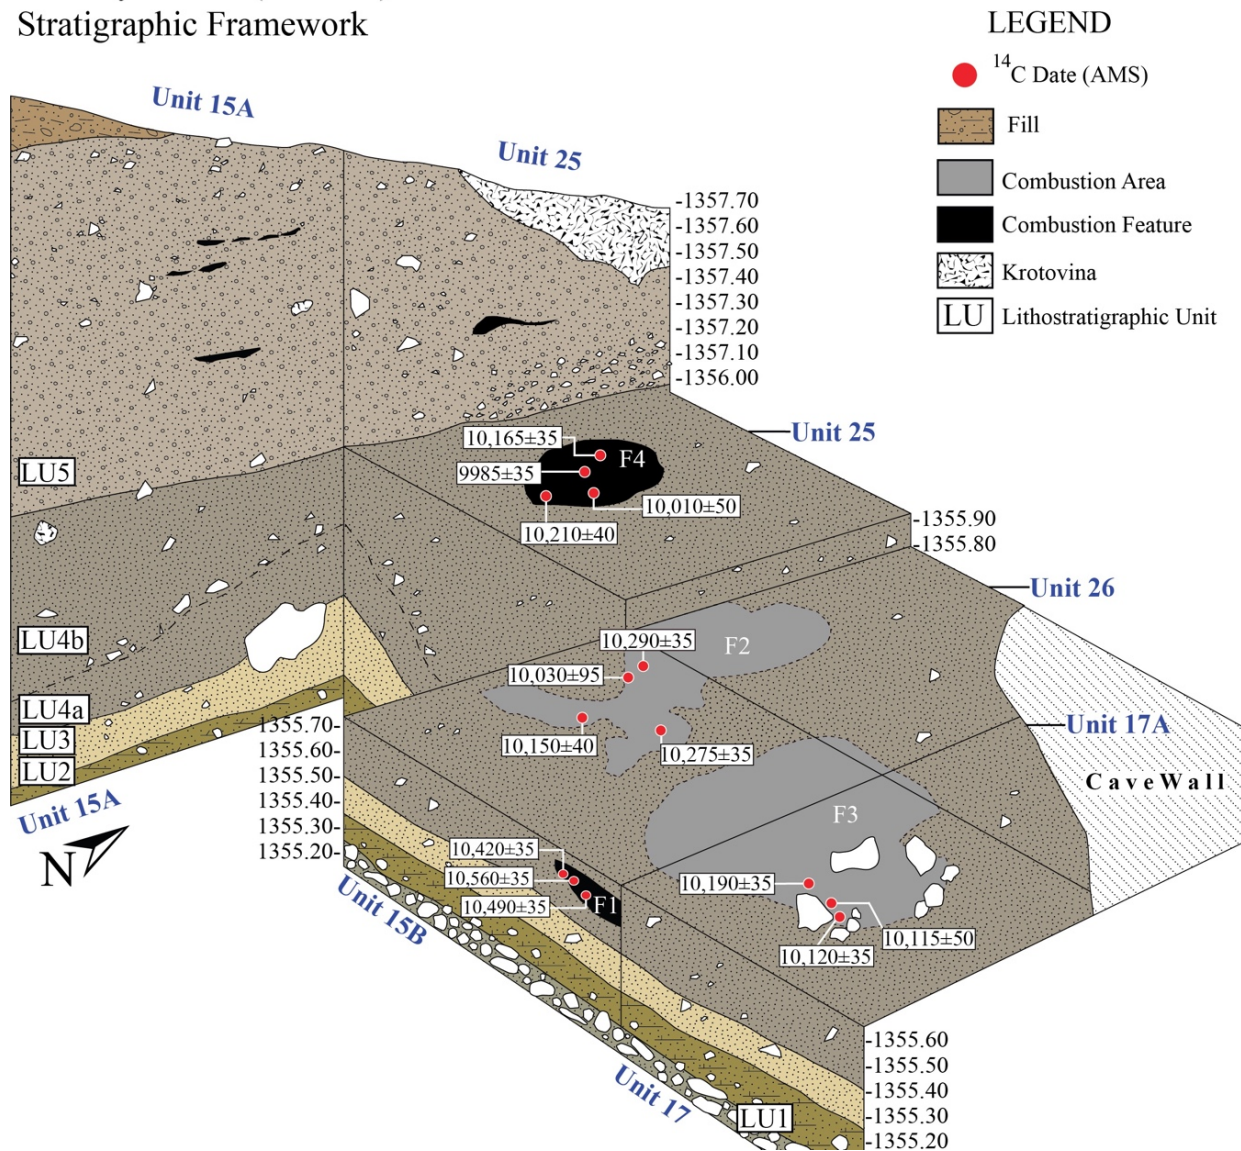 Stratigraphic Framework
LEGEND
14C Date (AMS)
Fill
Combustion Area
Combustion Feature
Krotovina
LU Lithostratigraphic Unit
Unit 15A
Unit 25
-1357.70
-1357.60
-1357.50
-1357.40
-1357.30
-1357.20
-1357.10
-1356.00
Unit 25
10,165±35
F4
9985±35
10,010±50
10,210±40
LU5
-1355.90
-1355.80
Unit 26
LU4b
10,290±35
F2
10,030±95
10,150±40
10,275±35
Unit 17A
Cave Wall
LU4a
LU3
LU2
Unit 15A
N
1355.70-
1355.60-
1355.50-
1355.40-
1355.30-
1355.20-
F3
10,420±35
10,560±35
10,490±35
F1
10,190±35
10,115±50
10,120±35
Unit 15B
Unit 17
LU1
-1355.60
-1355.50
-1355.40
-1355.30
-1355.20